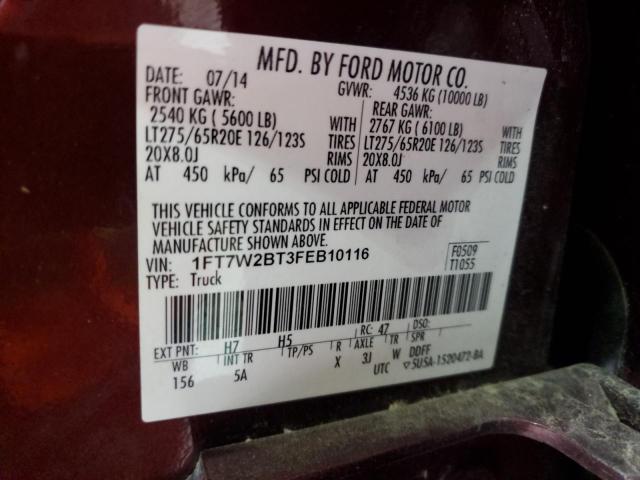 MFD. BY FORD MOTOR CO.
DATE: 07/14 GVWR: 4536 KG (10000 LB)
FRONT GAWR: REAR GAWR:
2540 KG ( 5600 LB) WITH 2767 KG ( 6100 LB) WITH
LT275/65R20E 126/123S TIRES LT275/65R20E 126/123S TIRES
20X8.0J RIMS 20X8.0J RIMS
AT 450 kPa/ 65 PSI COLD AT 450 kPa/ 65 PSI COLD
THIS VEHICLE CONFORMS TO ALL APPLICABLE FEDERAL MOTOR
VEHICLE SAFETY STANDARDS IN EFFECT ON THE DATE OF
MANUFACTURE SHOWN ABOVE.
VIN: 1FT7W2BT3FEB10116 F0509
TYPE: Truck T1055
EXT PNT: H7 H5 RC: 47 DSO:
WB INT TR TP/PS R AXLE TR SPR
156 5A X 3J W DDFF
UTC ▽5U5A-1520472-BA